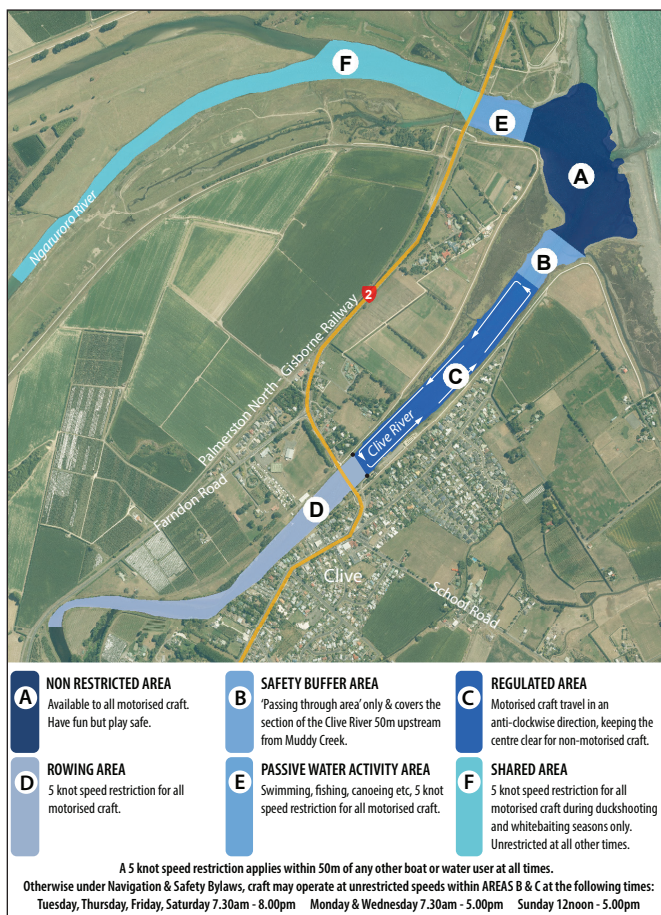 F
E
A
Ngaruroro River
B
2
Palmerston North - Gisborne Railway
C
Clive River
Farndon Road
D
Clive
School Road
A
NON RESTRICTED AREA
Available to all motorised craft.
Have fun but play safe.
B
SAFETY BUFFER AREA
‘Passing through area’ only & covers the
section of the Clive River 50m upstream
from Muddy Creek.
C
REGULATED AREA
Motorised craft travel in an
anti-clockwise direction, keeping the
centre clear for non-motorised craft.
D
ROWING AREA
5 knot speed restriction for all
motorised craft.
E
PASSIVE WATER ACTIVITY AREA
Swimming, fishing, canoeing etc, 5 knot
speed restriction for all motorised craft.
F
SHARED AREA
5 knot speed restriction for all
motorised craft during duckshooting
and whitebaiting seasons only.
Unrestricted at all other times.
A 5 knot speed restriction applies within 50m of any other boat or water user at all times.
Otherwise under Navigation & Safety Bylaws, craft may operate at unrestricted speeds within AREAS B & C at the following times:
Tuesday, Thursday, Friday, Saturday 7.30am - 8.00pm Monday & Wednesday 7.30am - 5.00pm Sunday 12noon - 5.00pm